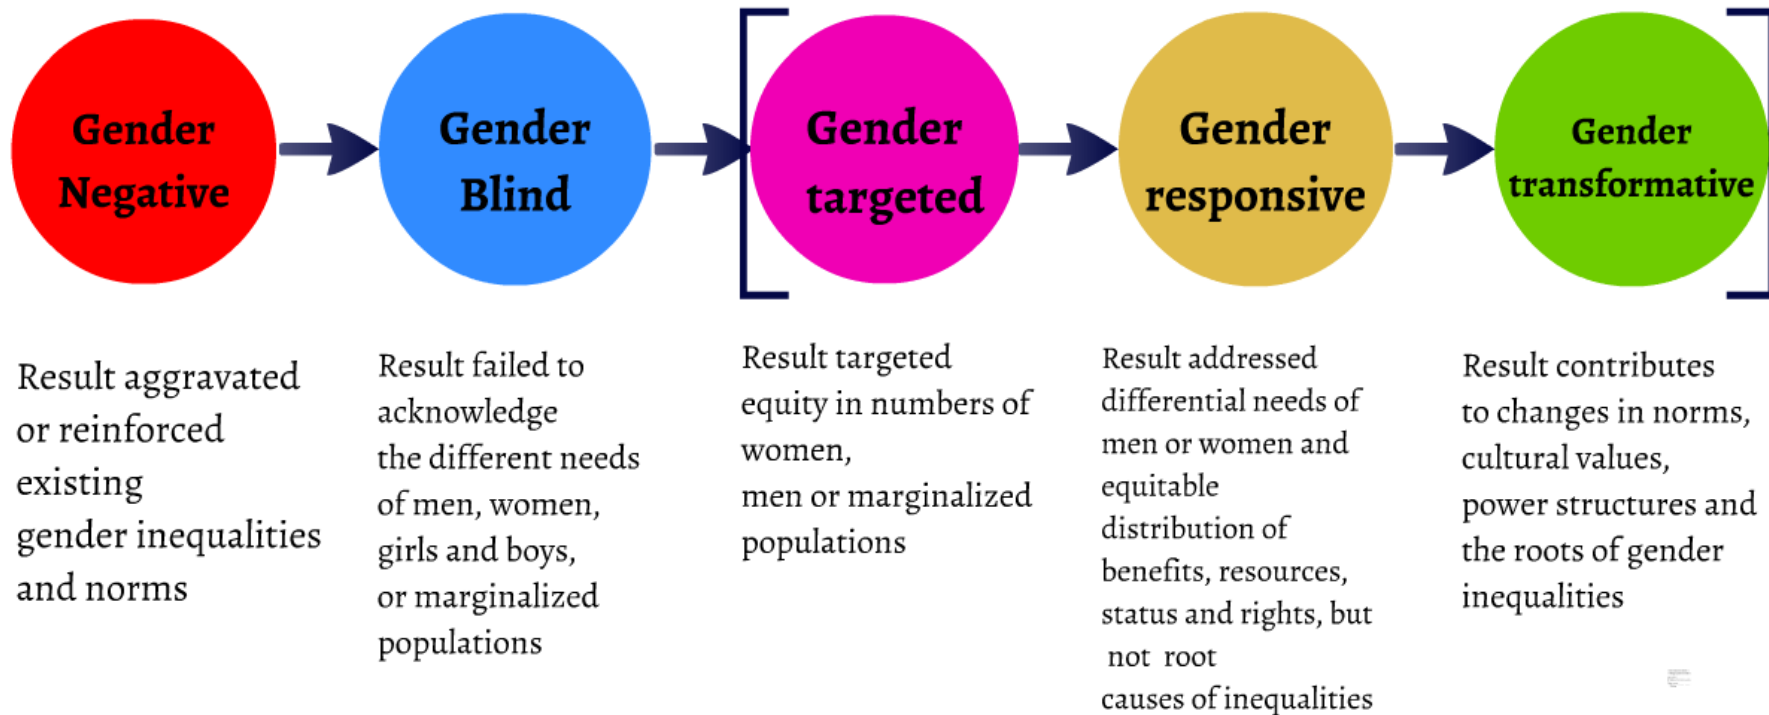 Gender
Negative
Gender
Blind
Gender
targeted
Gender
responsive
Gender
transformative
Result aggravated
or reinforced
existing
gender inequalities
and norms
Result failed to
acknowledge
the different needs
of men, women,
girls and boys,
or marginalized
populations
Result targeted
equity in numbers of
women,
men or marginalized
populations
Result addressed
differential needs of
men or women and
equitable
distribution of
benefits, resources,
status and rights, but
not root
causes of inequalities
Result contributes
to changes in norms,
cultural values,
power structures and
the roots of gender
inequalities